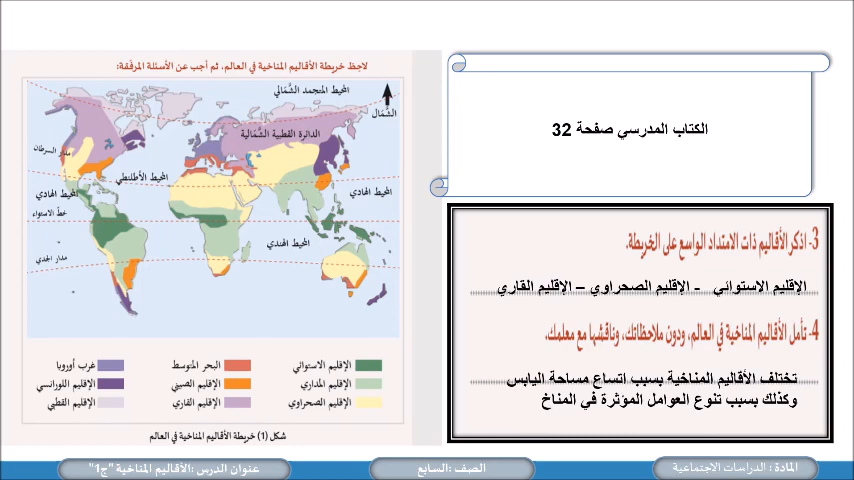 لاحظ خريطة الأقاليم المناخية في العالم، ثم أجب عن الأسئلة المرفقة:
المحيط المتجمد الشمالي
الشمال
الدائرة القطبية الشمالية
مدار السرطان
المحيط الأطلنطي
المحيط الهادي
المحيط الهادي
خط الاستواء
المحيط الهندي
مدار الجدي
الإقليم الاستوائي
البحر المتوسط
غرب أوروبا
الإقليم المداري
الإقليم الصيني
الإقليم اللورانسي
الإقليم الصحراوي
الإقليم القاري
الإقليم القطبي
شكل (1) خريطة الأقاليم المناخية في العالم
الكتاب المدرسي صفحة 32
3- اذكر الأقاليم ذات الامتداد الواسع على الخريطة.
الإقليم الاستوائي - الإقليم الصحراوي – الإقليم القاري
4- تأمل الأقاليم المناخية في العالم، ودون ملاحظاتك، وناقشها مع معلمك.
تختلف الأقاليم المناخية بسبب اتساع مساحة اليابس
وكذلك بسبب تنوع العوامل المؤثرة في المناخ
المادة : الدراسات الاجتماعية
الصف :السابع
عنوان الدرس :الأقاليم المناخية "ج1"